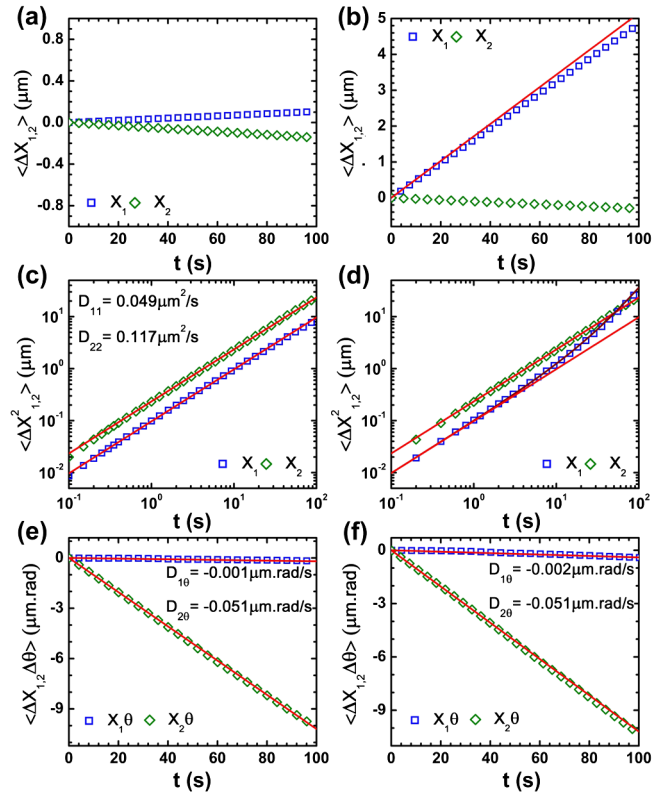 (a)
<ΔX1,2> (μm)
0.8
0.4
0.0
-0.4
-0.8
X1 X2
0 20 40 60 80 100
t (s)
(b)
<ΔX1,2> (μm)
5
4
3
2
1
0
X1 X2
0 20 40 60 80 100
t (s)
(c)
<ΔX²1,2> (μm)
10¹
10⁰
10⁻¹
10⁻²
D11 = 0.049μm²/s
D22 = 0.117μm²/s
X1 X2
10⁻¹ 10⁰ 10¹ 10²
t (s)
(d)
<ΔX²1,2> (μm)
10¹
10⁰
10⁻¹
10⁻²
X1 X2
10⁻¹ 10⁰ 10¹ 10²
t (s)
(e)
<ΔX1,2Δθ> (μm.rad)
0
-3
-6
-9
D1θ= -0.001μm.rad/s
D2θ= -0.051μm.rad/s
X1θ X2θ
0 20 40 60 80 100
t (s)
(f)
<ΔX1,2Δθ> (μm.rad)
0
-3
-6
-9
D1θ= -0.002μm.rad/s
D2θ= -0.051μm.rad/s
X1θ X2θ
0 20 40 60 80 100
t (s)